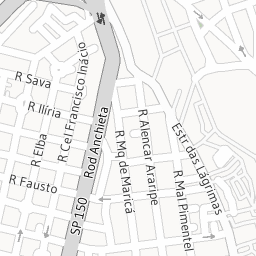 R Sava
R Ilíria
R Elba
R Cel Francisco Inácio
R Fausto
SP 150
Rod Anchieta
R Mq de Maricá
R Alencar Araripe
Estr das Lágrimas
R Mal Pimentel